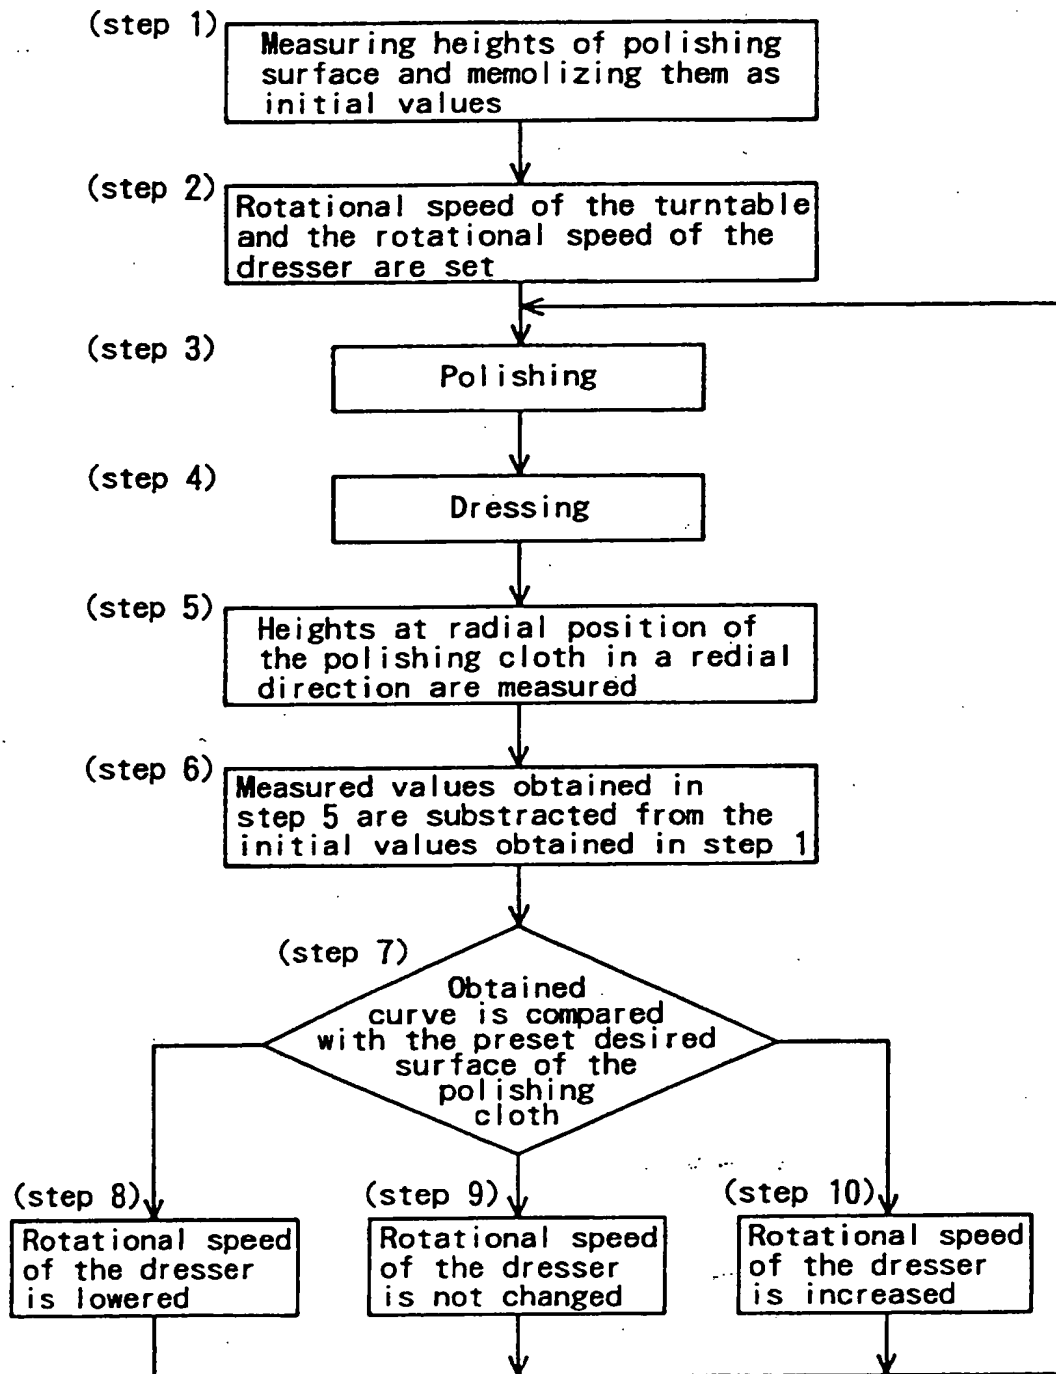 (step 1)
Measuring heights of polishing
surface and memolizing them as
initial values
(step 2)
Rotational speed of the turntable
and the rotational speed of the
dresser are set
(step 3)
Polishing
(step 4)
Dressing
(step 5)
Heights at radial position of
the polishing cloth in a redial
direction are measured
(step 6)
Measured values obtained in
step 5 are substracted from the
initial values obtained in step 1
(step 7)
Obtained
curve is compared
with the preset desired
surface of the
polishing
cloth
(step 8)
Rotational speed
of the dresser
is lowered
(step 9)
Rotational speed
of the dresser
is not changed
(step 10)
Rotational speed
of the dresser
is increased